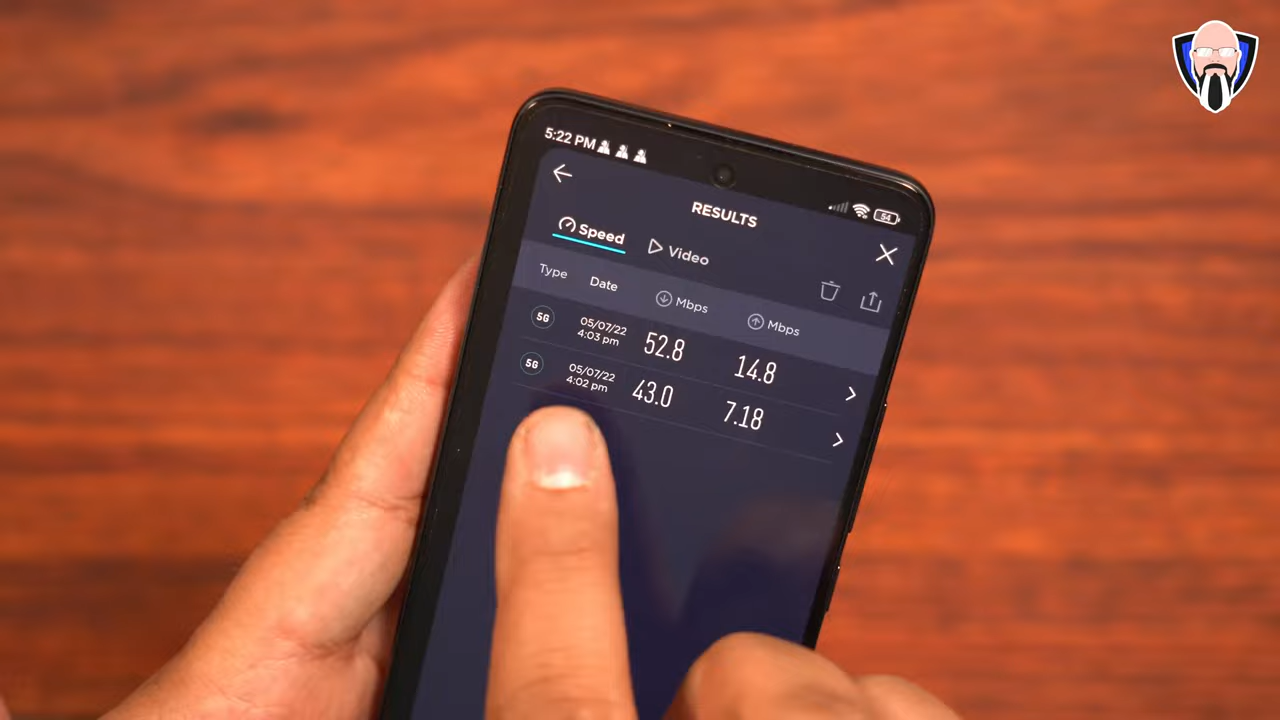 5:22 PM
54
RESULTS
Speed Video
Type Date Mbps Mbps
5G 05/07/22 4:03 pm 52.8 14.8
5G 05/07/22 4:02 pm 43.0 7.18